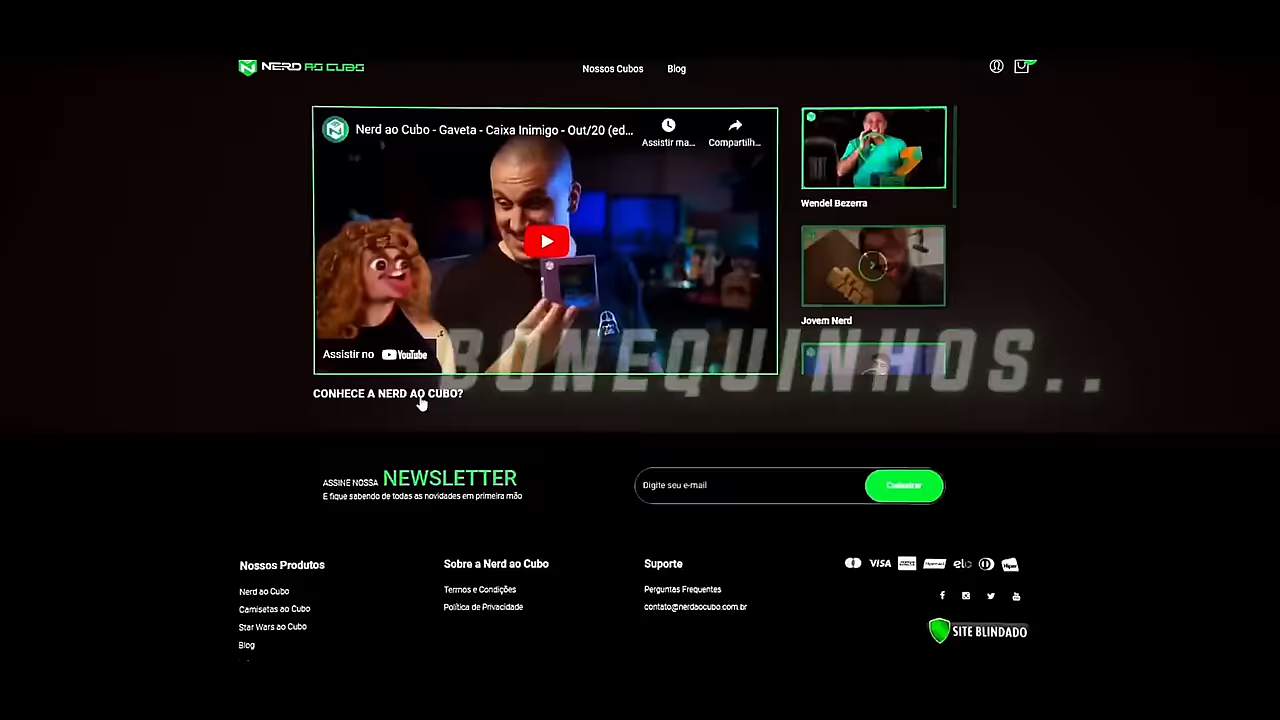 NERD AO CUBO
Nossos Cubos
Blog
Nerd ao Cubo - Gaveta - Caixa Inimigo - Out/20 (ed...
Assistir ma...
Compartilh...
Wendel Bezerra
Jovem Nerd
Assistir no YouTube
BONEQUINHOS..
CONHECE A NERD AO CUBO?
ASSINE NOSSA NEWSLETTER
E fique sabendo de todas as novidades em primeira mão
Digite seu e-mail
Cadastrar
Nossos Produtos
Nerd ao Cubo
Camisetas ao Cubo
Star Wars ao Cubo
Blog
Sobre a Nerd ao Cubo
Termos e Condições
Política de Privacidade
Suporte
Perguntas Frequentes
contato@nerdaocubo.com.br
VISA
elo
Hiper
SITE BLINDADO